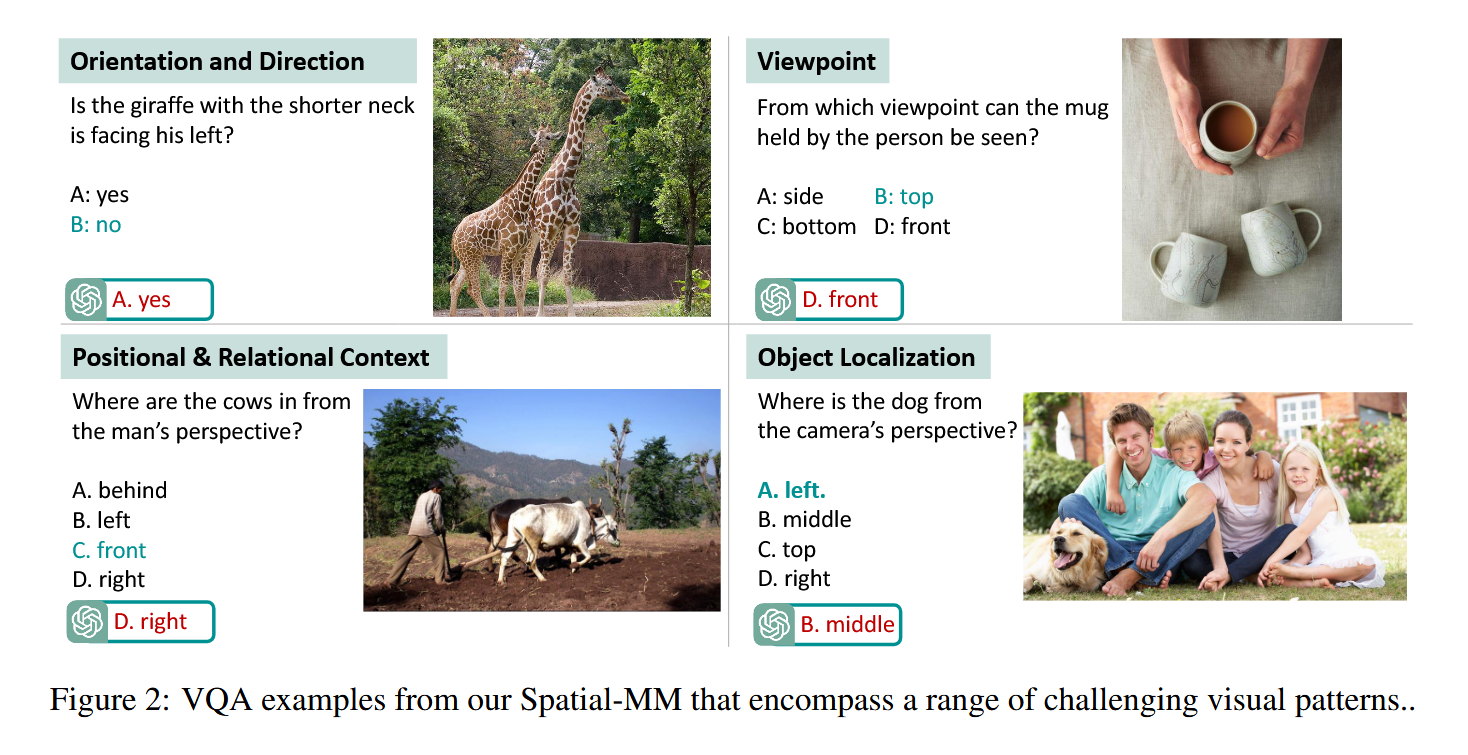 Orientation and Direction
Is the giraffe with the shorter neck
is facing his left?
A: yes
B: no
A. yes
Viewpoint
From which viewpoint can the mug
held by the person be seen?
A: side B: top
C: bottom D: front
D. front
Positional & Relational Context
Where are the cows in from
the man's perspective?
A. behind
B. left
C. front
D. right
D. right
Object Localization
Where is the dog from
the camera's perspective?
A. left.
B. middle
C. top
D. right
B. middle
Figure 2: VQA examples from our Spatial-MM that encompass a range of challenging visual patterns..